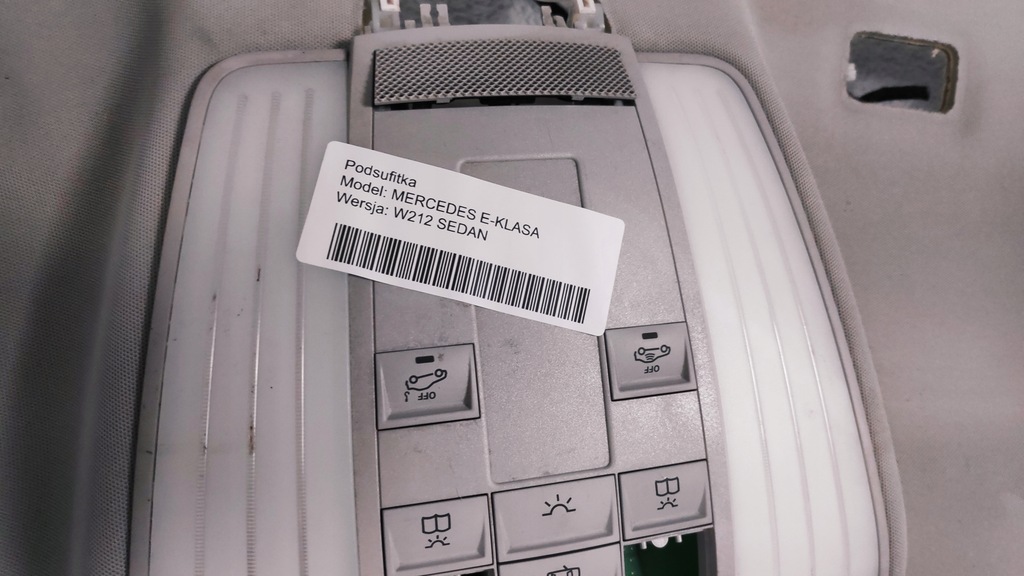 Podsufitka
Model: MERCEDES E-KLASA
Wersja: W212 SEDAN
OFF
OFF